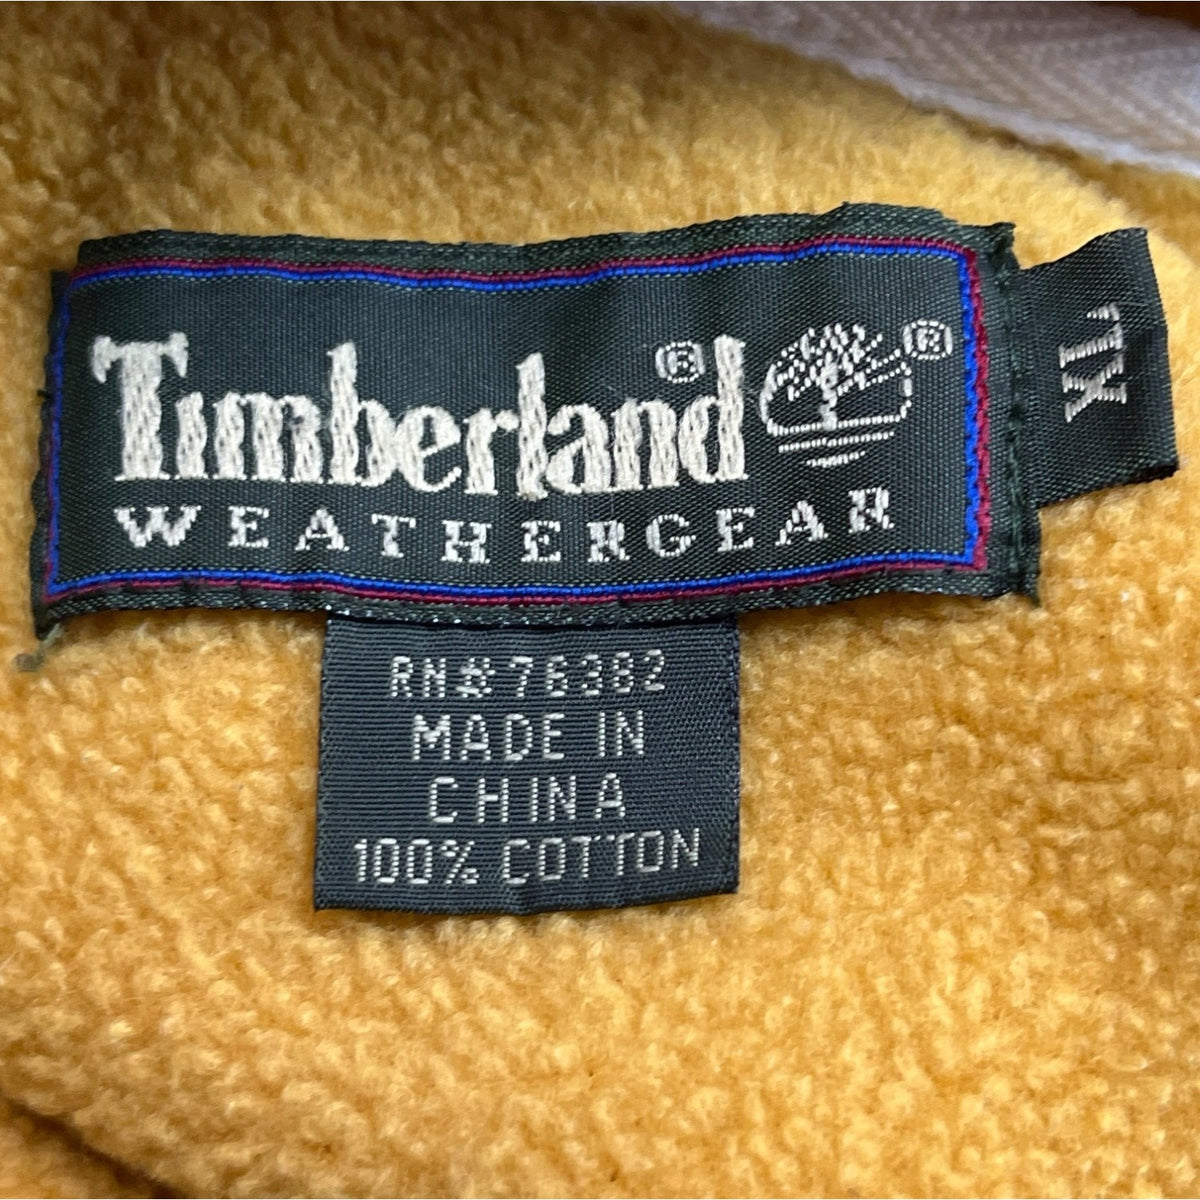 Timberland®
®
WEATHERGEAR
XL
RN#76382
MADE IN
CHINA
100% COTTON